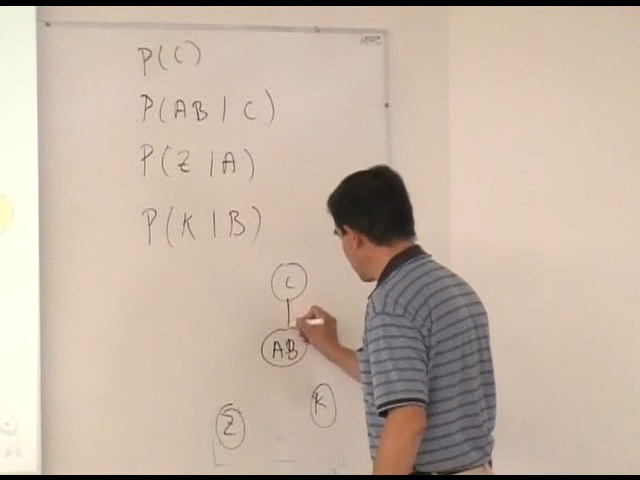 P(C)
P(AB | C)
P(Z | A)
P(K | B)
C
AB
K
Z